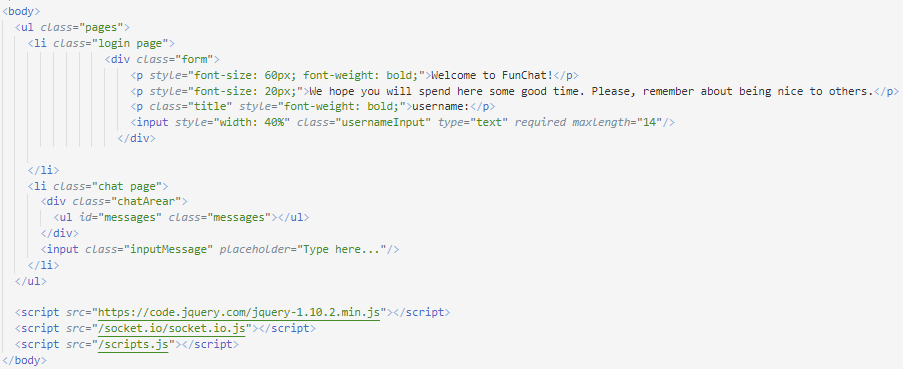 <body>
<ul class="pages">
<li class="login page">
<div class="form">
<p style="font-size: 60px; font-weight: bold;">Welcome to FunChat!</p>
<p style="font-size: 20px;">We hope you will spend here some good time. Please, remember about being nice to others.</p>
<p class="title" style="font-weight: bold;">username:</p>
<input style="width: 40%" class="usernameInput" type="text" required maxlength="14"/>
</div>
</li>
<li class="chat page">
<div class="chatArear">
<ul id="messages" class="messages"></ul>
</div>
<input class="inputMessage" placeholder="Type here..."/>
</li>
</ul>
<script src="https://code.jquery.com/jquery-1.10.2.min.js"></script>
<script src="/socket.io/socket.io.js"></script>
<script src="/scripts.js"></script>
</body>